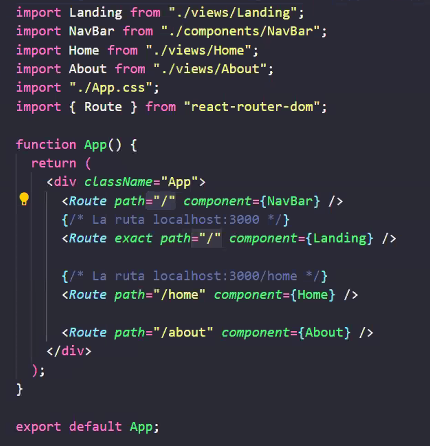 import Landing from "./views/Landing";
import NavBar from "./components/NavBar";
import Home from "./views/Home";
import About from "./views/About";
import "./App.css";
import { Route } from "react-router-dom";
function App() {
return (
<div className="App">
<Route path="/" component={NavBar} />
{/* La ruta localhost:3000 */}
<Route exact path="/" component={Landing} />
{/* La ruta localhost:3000/home */}
<Route path="/home" component={Home} />
<Route path="/about" component={About} />
</div>
);
}
export default App;